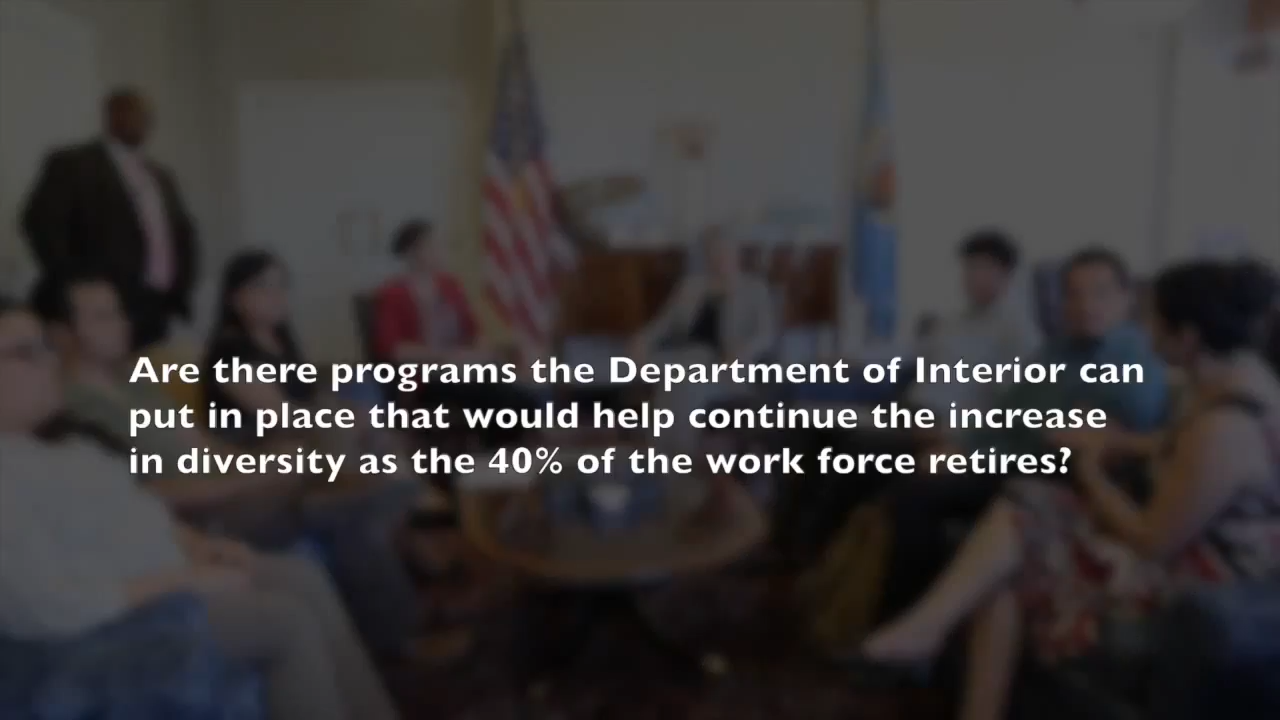 Are there programs the Department of Interior can
put in place that would help continue the increase
in diversity as the 40% of the work force retires?